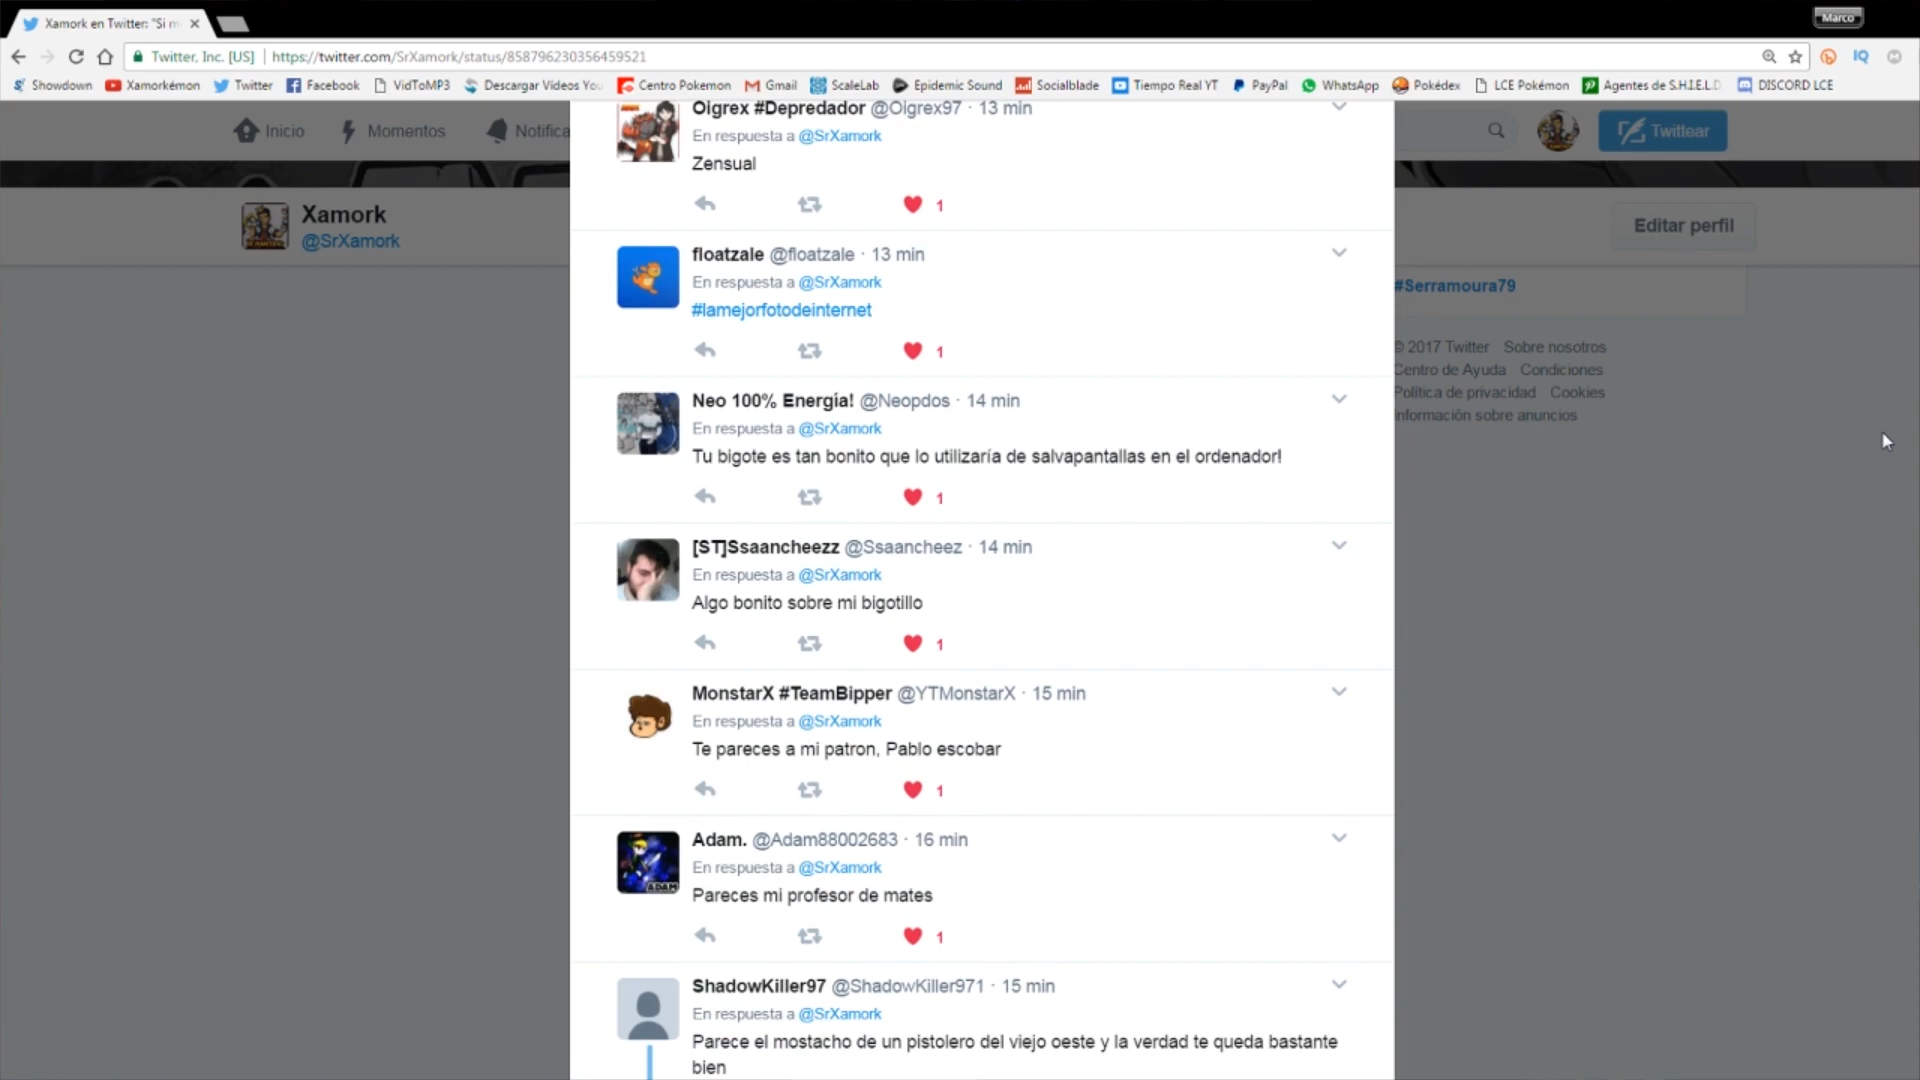 Xamork en Twitter: "Si m
Marco
Twitter, Inc. [US] https://twitter.com/SrXamork/status/858796230356459521
Showdown Xamorkémon Twitter Facebook VidToMP3 Descargar Videos You Centro Pokemon Gmail ScaleLab Epidemic Sound Socialblade Tiempo Real YT PayPal WhatsApp Pokédex LCE Pokémon Agentes de S.H.I.E.L.D DISCORD LCE
Inicio Momentos Notifica
Twittear
Xamork
@SrXamork
Editar perfil
Oigrex #Depredador @Oigrex97 · 13 min
En respuesta a @SrXamork
Zensual
1
floatzale @floatzale · 13 min
En respuesta a @SrXamork
#lamejorfotodeinternet
1
Neo 100% Energía! @Neopdos · 14 min
En respuesta a @SrXamork
Tu bigote es tan bonito que lo utilizaría de salvapantallas en el ordenador!
1
[ST]Ssaancheezz @Ssaancheez · 14 min
En respuesta a @SrXamork
Algo bonito sobre mi bigotillo
1
MonstarX #TeamBipper @YTMonstarX · 15 min
En respuesta a @SrXamork
Te pareces a mi patron, Pablo escobar
1
ADAM
Adam. @Adam88002683 · 16 min
En respuesta a @SrXamork
Pareces mi profesor de mates
1
ShadowKiller97 @ShadowKiller971 · 15 min
En respuesta a @SrXamork
Parece el mostacho de un pistolero del viejo oeste y la verdad te queda bastante
bien
#Serramoura79
© 2017 Twitter Sobre nosotros
Centro de Ayuda Condiciones
Política de privacidad Cookies
Información sobre anuncios